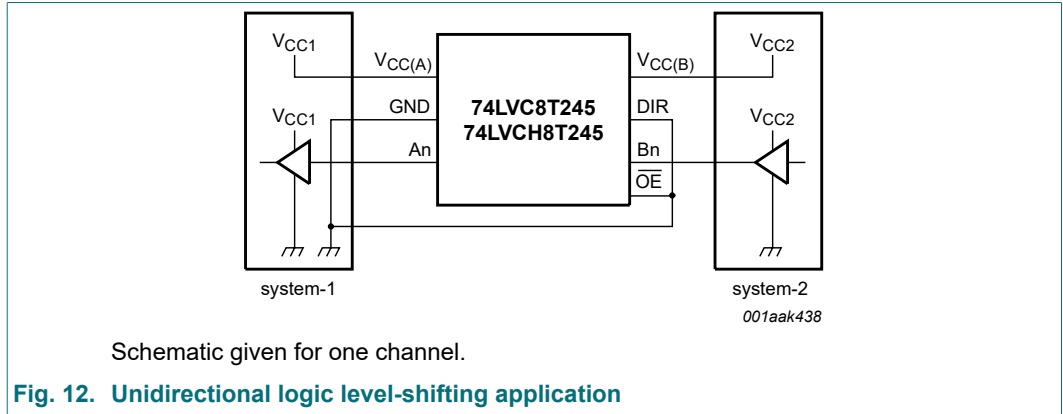 VCC1
VCC(A)
GND
VCC1
An
74LVC8T245
74LVCH8T245
VCC(B)
DIR
Bn
OE
VCC2
VCC2
system-1
system-2
001aak438
Schematic given for one channel.
Fig. 12. Unidirectional logic level-shifting application